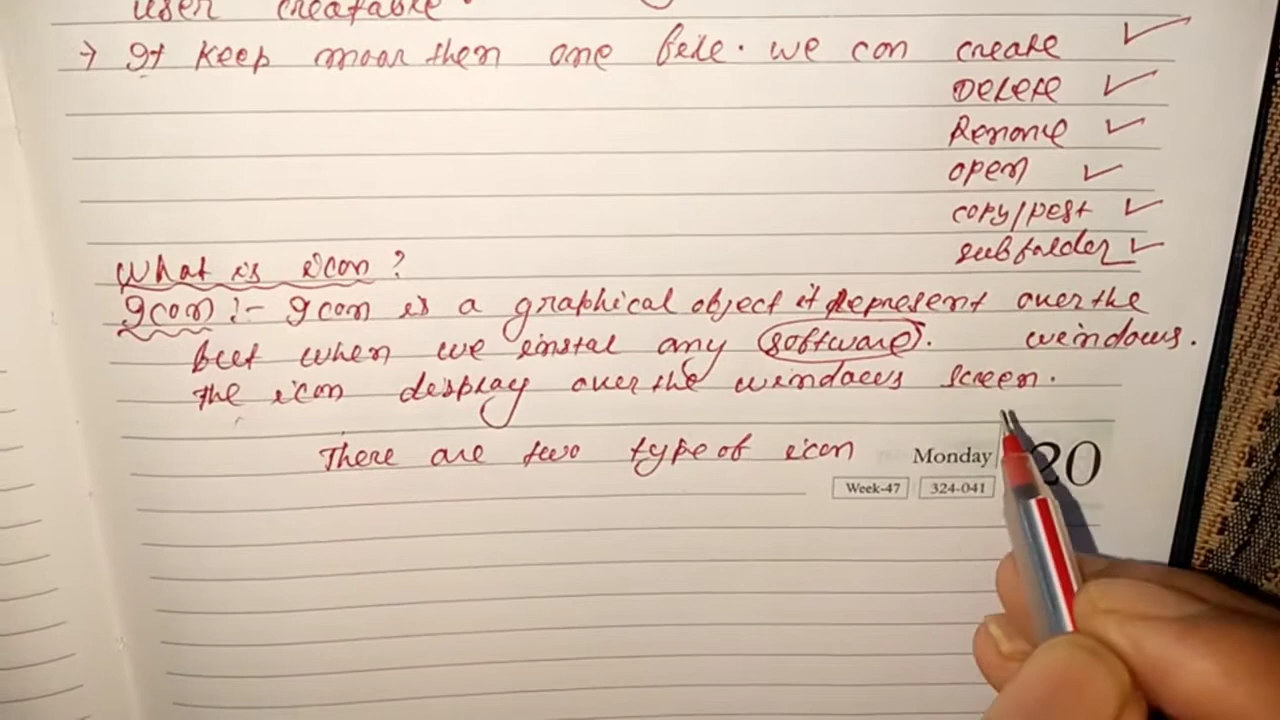 user creatable.
→ It keep moar then one file. we can create ✓
Delete ✓
Rename ✓
open ✓
copy/pest ✓
subfolder ✓
What is icon?
Icon :- Icon is a graphical object it represent over the
but when we instal any software. windows.
the icon display over the windows screen.
There are two type of icon
Monday 20
Week-47 324-041